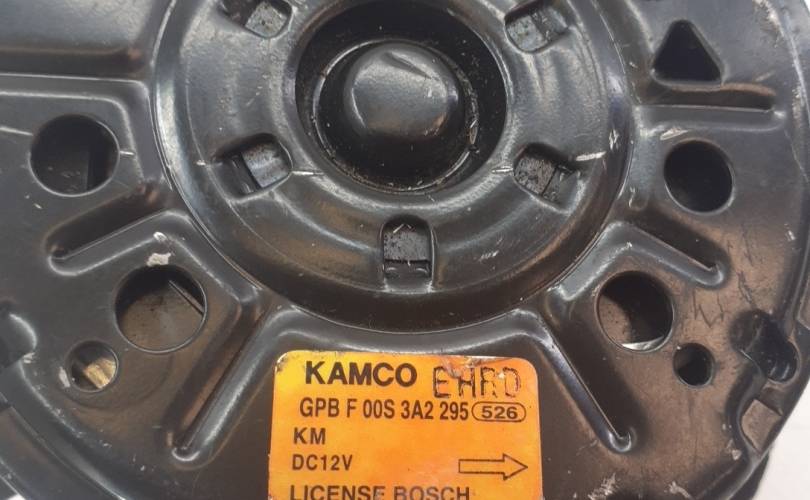 KAMCO EHRD
GPB F 00S 3A2 295 526
KM
DC12V
LICENSE BOSCH